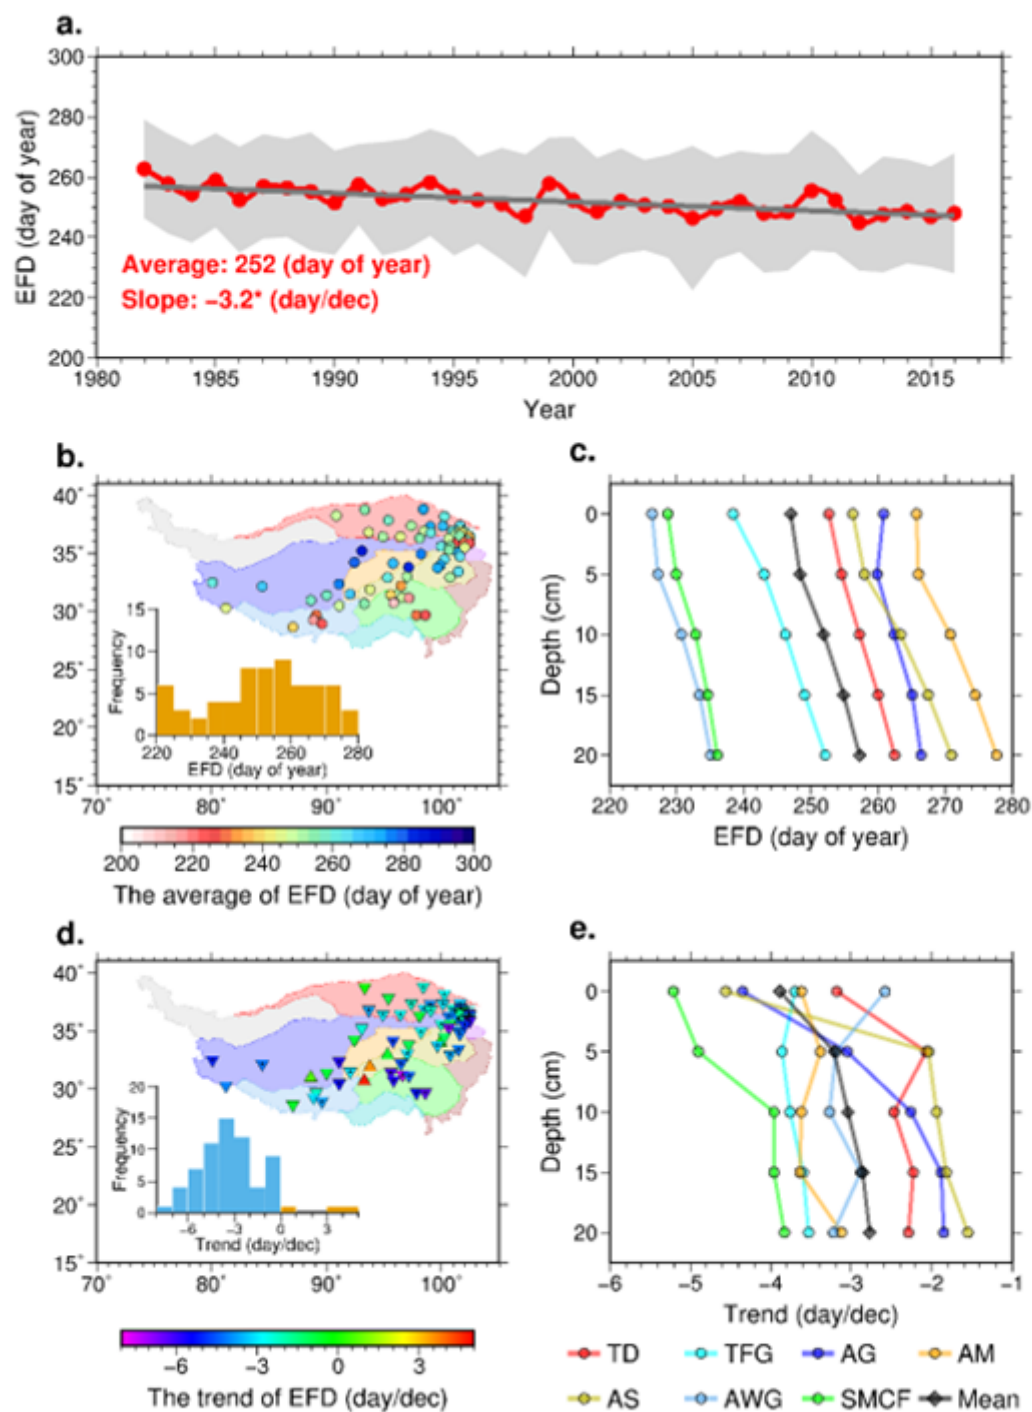 a.
300
280
260
240
220
200
EFD (day of year)
Average: 252 (day of year)
Slope: −3.2* (day/dec)
1980 1985 1990 1995 2000 2005 2010 2015
Year
b.
40°
35°
30°
25°
20°
15°
15
10
5
0
Frequency
220 240 260 280
EFD (day of year)
70° 80° 90° 100°
200 220 240 260 280 300
The average of EFD (day of year)
c.
0
5
10
15
20
Depth (cm)
220 230 240 250 260 270 280
EFD (day of year)
d.
40°
35°
30°
25°
20°
15°
20
15
10
5
0
Frequency
−6 −3 0 3
Trend (day/dec)
70° 80° 90° 100°
−6 −3 0 3
The trend of EFD (day/dec)
e.
0
5
10
15
20
Depth (cm)
−6 −5 −4 −3 −2 −1
Trend (day/dec)
TD TFG AG AM
AS AWG SMCF Mean